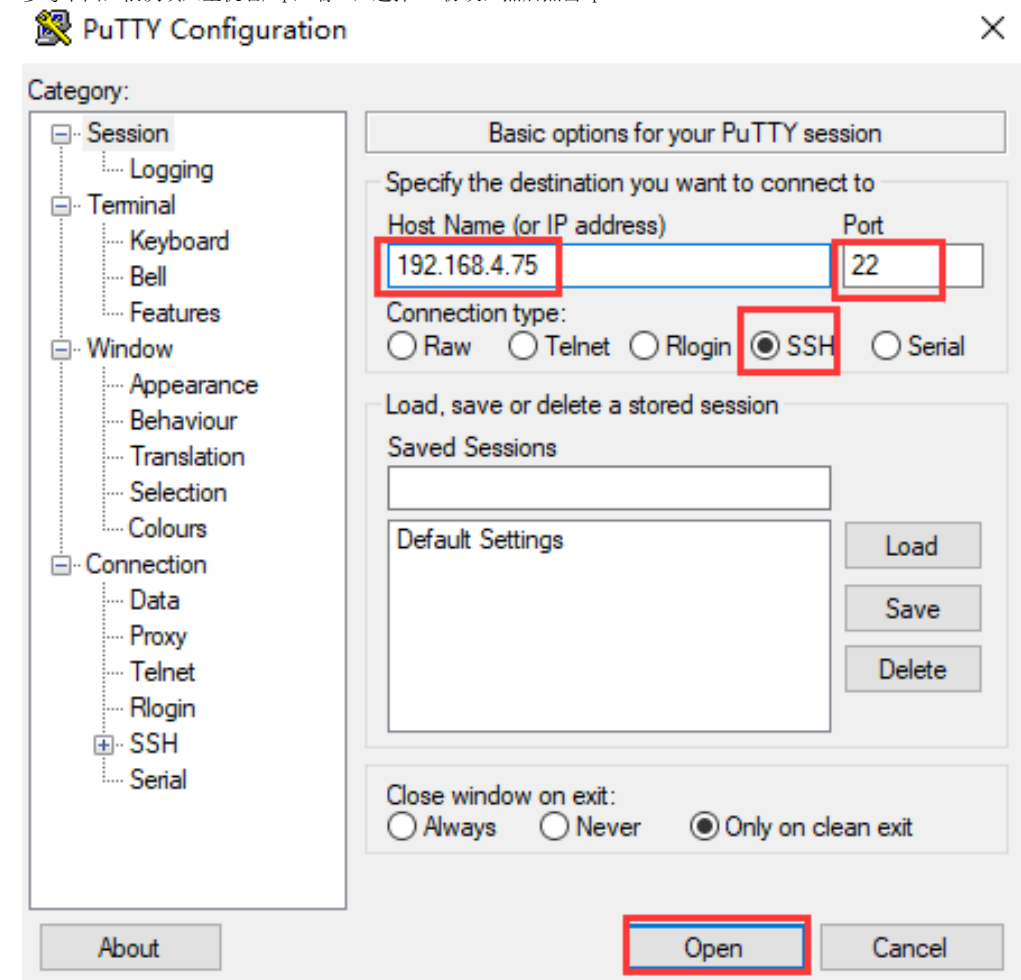 PuTTY Configuration
Category:
Session
Logging
Terminal
Keyboard
Bell
Features
Window
Appearance
Behaviour
Translation
Selection
Colours
Connection
Data
Proxy
Telnet
Rlogin
SSH
Serial
Basic options for your PuTTY session
Specify the destination you want to connect to
Host Name (or IP address) Port
192.168.4.75 22
Connection type:
Raw Telnet Rlogin SSH Serial
Load, save or delete a stored session
Saved Sessions
Default Settings
Load
Save
Delete
Close window on exit:
Always Never Only on clean exit
About Open Cancel